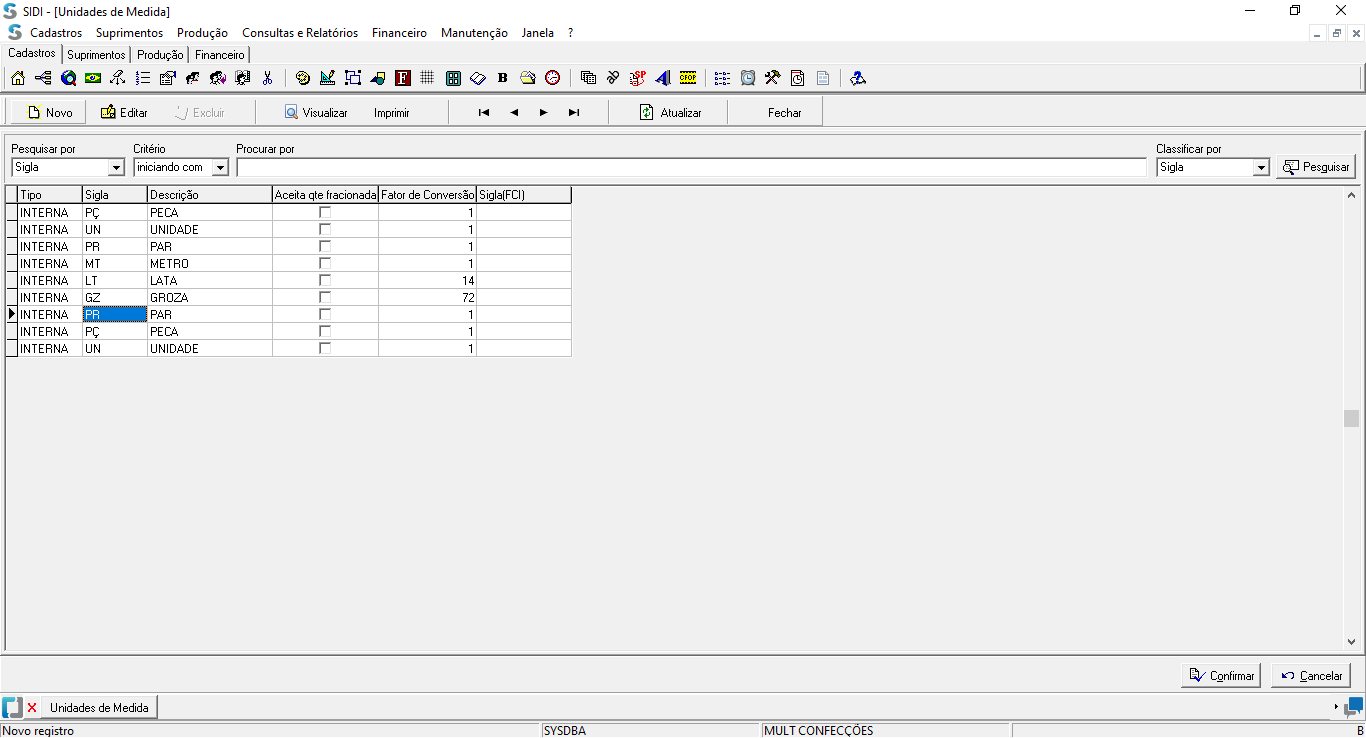 SIDI - [Unidades de Medida]
Cadastros Suprimentos Produção Consultas e Relatórios Financeiro Manutenção Janela ?
Cadastros Suprimentos Produção Financeiro
F B SP CFOP
Novo Editar Excluir Visualizar Imprimir Atualizar Fechar
Pesquisar por Critério Procurar por Classificar por
Sigla iniciando com Sigla Pesquisar
Tipo Sigla Descrição Aceita qte fracionada Fator de Conversão Sigla(FCI)
INTERNA PÇ PECA 1
INTERNA UN UNIDADE 1
INTERNA PR PAR 1
INTERNA MT METRO 1
INTERNA LT LATA 14
INTERNA GZ GROZA 72
INTERNA PR PAR 1
INTERNA PÇ PECA 1
INTERNA UN UNIDADE 1
Confirmar Cancelar
Unidades de Medida
Novo registro SYSDBA MULT CONFECÇÕES B